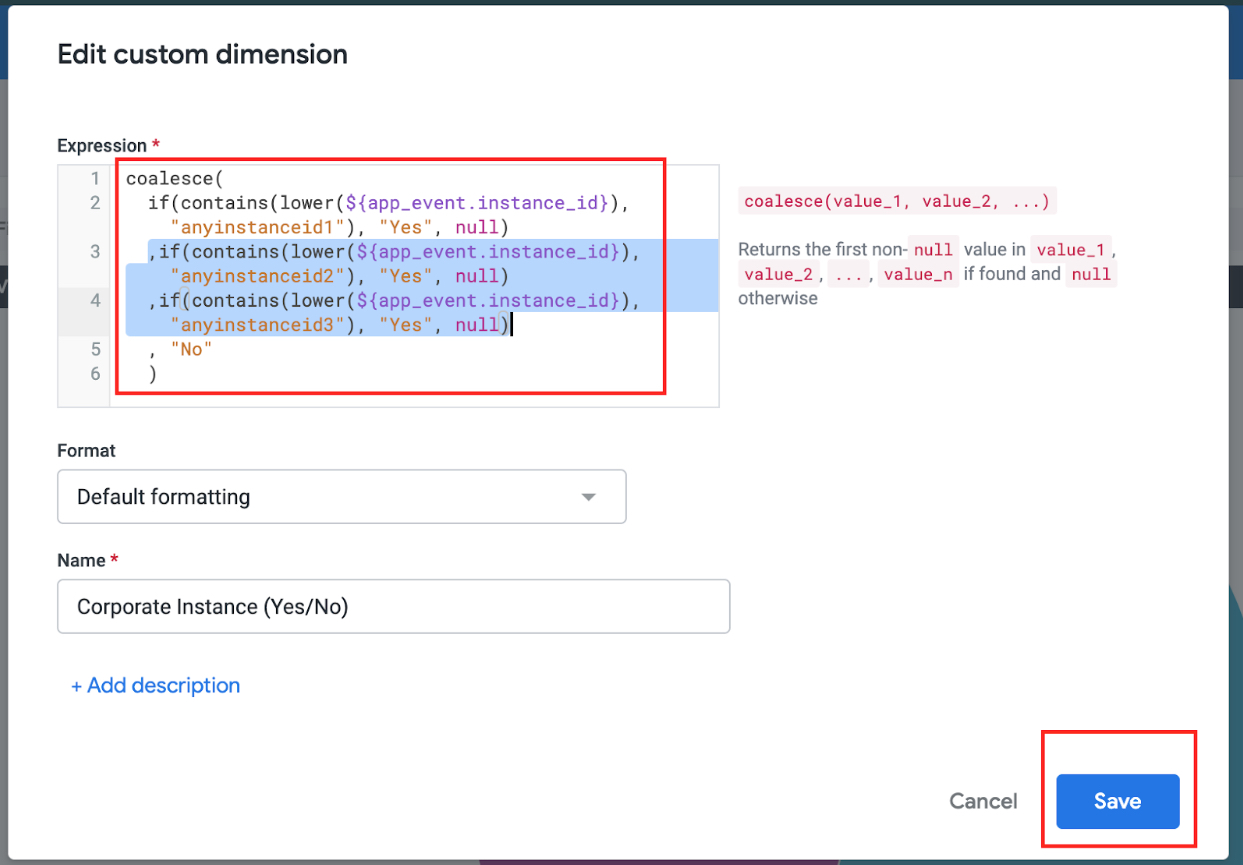 Edit custom dimension
Expression *
1 coalesce(
2 if(contains(lower(${app_event.instance_id}),
"anyinstanceid1"), "Yes", null)
3 ,if(contains(lower(${app_event.instance_id}),
"anyinstanceid2"), "Yes", null)
4 ,if(contains(lower(${app_event.instance_id}),
"anyinstanceid3"), "Yes", null)
5 , "No"
6 )
coalesce(value_1, value_2, ...)
Returns the first non-null value in value_1,
value_2, ..., value_n if found and null
otherwise
Format
Default formatting
Name *
Corporate Instance (Yes/No)
+ Add description
Cancel
Save